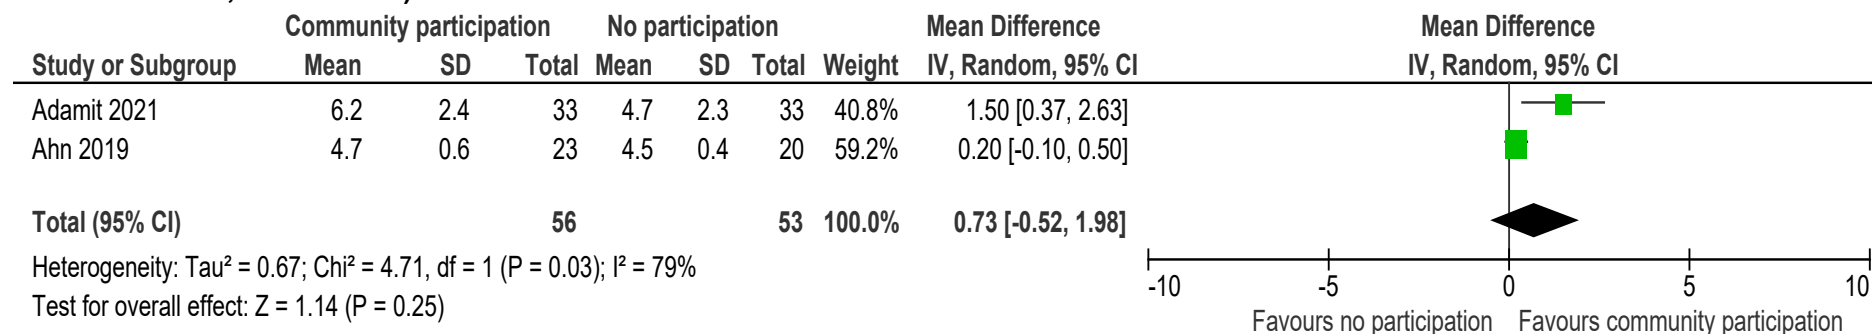 Community participation No participation Mean Difference Mean Difference
Study or Subgroup Mean SD Total Mean SD Total Weight IV, Random, 95% CI IV, Random, 95% CI
Adamit 2021 6.2 2.4 33 4.7 2.3 33 40.8% 1.50 [0.37, 2.63]
Ahn 2019 4.7 0.6 23 4.5 0.4 20 59.2% 0.20 [-0.10, 0.50]
Total (95% CI) 56 53 100.0% 0.73 [-0.52, 1.98]
Heterogeneity: Tau² = 0.67; Chi² = 4.71, df = 1 (P = 0.03); I² = 79%
Test for overall effect: Z = 1.14 (P = 0.25)
-10 -5 0 5 10
Favours no participation Favours community participation